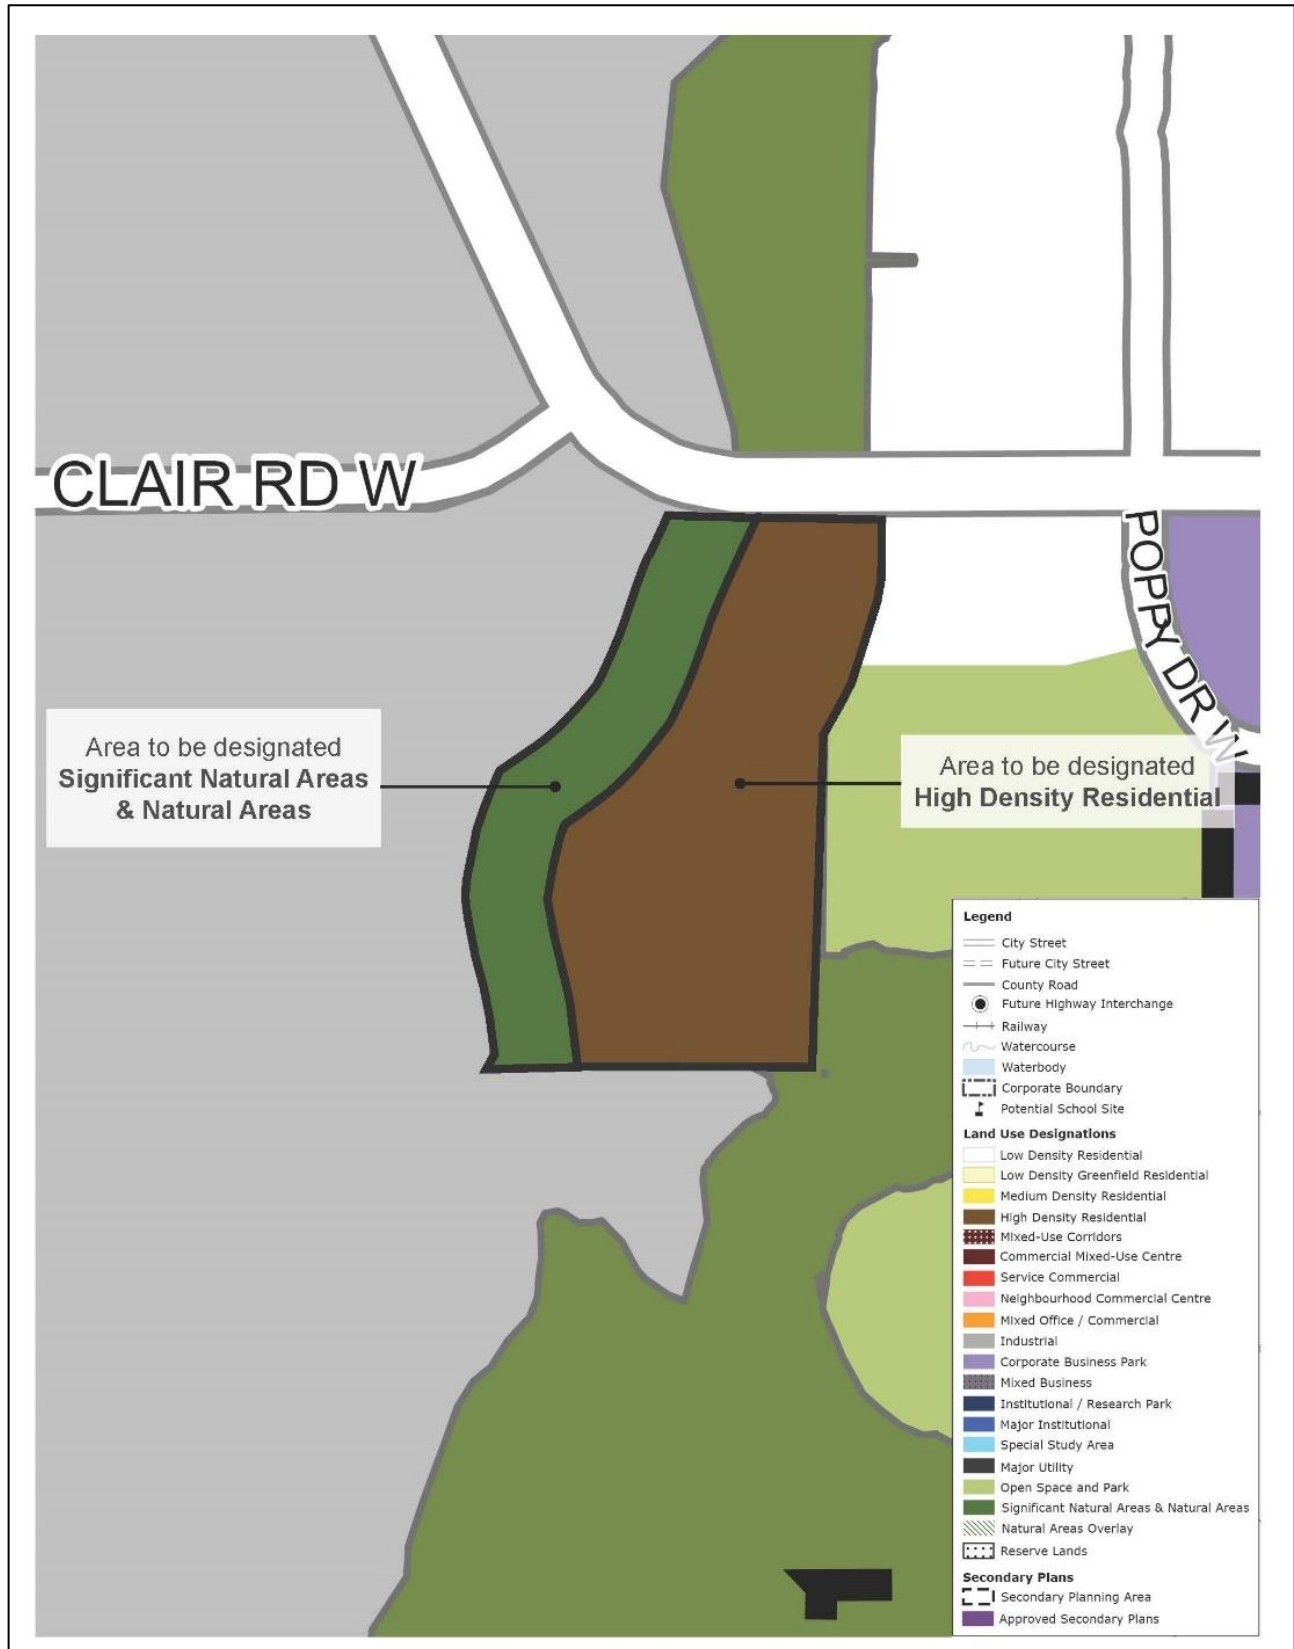 CLAIR RD W
POPPY DR W
Area to be designated
Significant Natural Areas
& Natural Areas
Area to be designated
High Density Residential
Legend
City Street
Future City Street
County Road
Future Highway Interchange
Railway
Watercourse
Waterbody
Corporate Boundary
Potential School Site
Land Use Designations
Low Density Residential
Low Density Greenfield Residential
Medium Density Residential
High Density Residential
Mixed-Use Corridors
Commercial Mixed-Use Centre
Service Commercial
Neighbourhood Commercial Centre
Mixed Office / Commercial
Industrial
Corporate Business Park
Mixed Business
Institutional / Research Park
Major Institutional
Special Study Area
Major Utility
Open Space and Park
Significant Natural Areas & Natural Areas
Natural Areas Overlay
Reserve Lands
Secondary Plans
Secondary Planning Area
Approved Secondary Plans